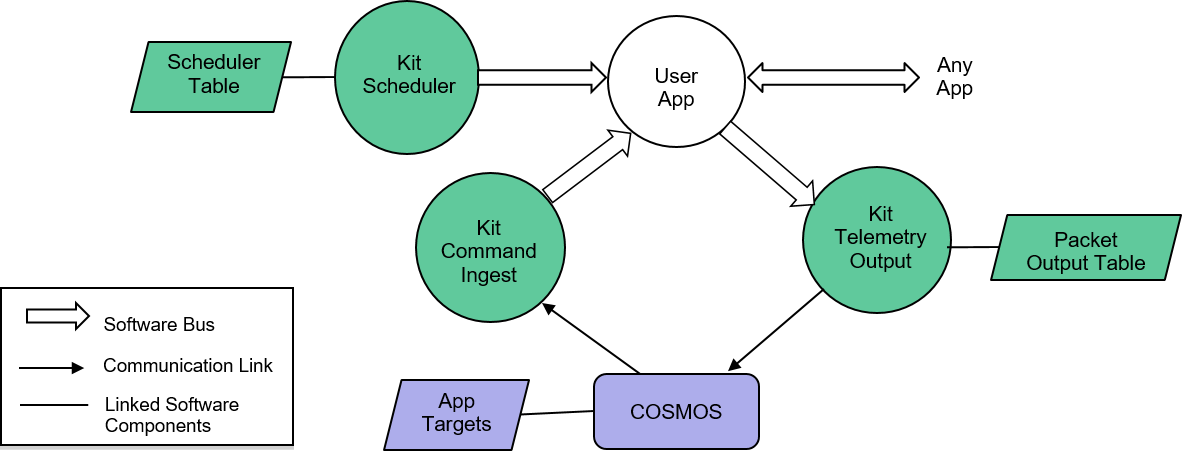 Scheduler
Table
Kit
Scheduler
User
App
Any
App
Kit
Command
Ingest
Kit
Telemetry
Output
Packet
Output Table
Software Bus
Communication Link
Linked Software
Components
App
Targets
COSMOS